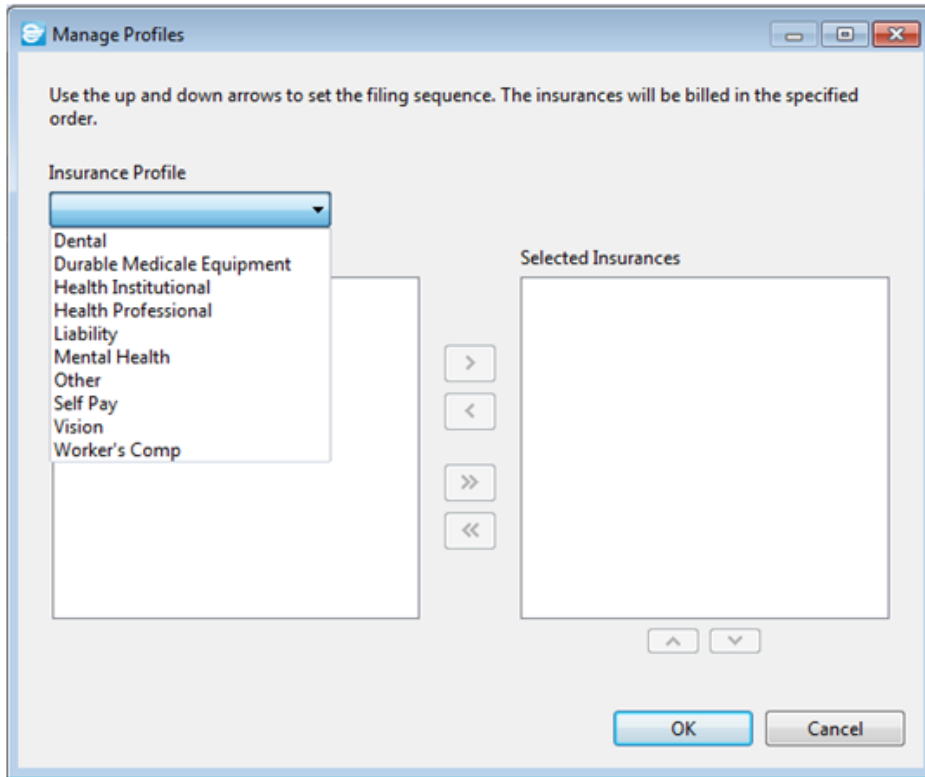 Manage Profiles
Use the up and down arrows to set the filing sequence. The insurances will be billed in the specified
order.
Insurance Profile
Dental
Durable Medicale Equipment
Health Institutional
Health Professional
Liability
Mental Health
Other
Self Pay
Vision
Worker's Comp
Selected Insurances
>
<
>>
<<
OK
Cancel